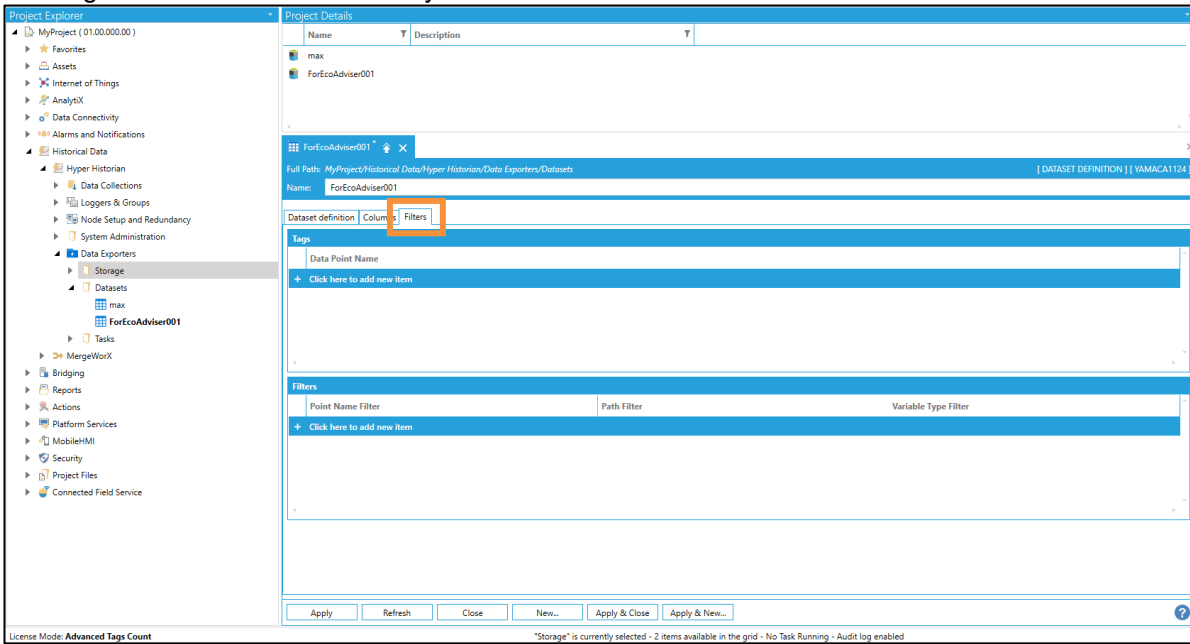 Project Explorer
MyProject ( 01.00.000.00 )
Favorites
Assets
Internet of Things
AnalytiX
Data Connectivity
Alarms and Notifications
Historical Data
Hyper Historian
Data Collections
Loggers & Groups
Node Setup and Redundancy
System Administration
Data Exporters
Storage
Datasets
max
ForEcoAdviser001
Tasks
MergeWorX
Bridging
Reports
Actions
Platform Services
MobileHMI
Security
Project Files
Connected Field Service
Project Details
Name Description
max
ForEcoAdviser001
ForEcoAdviser001 *
Full Path: MyProject/Historical Data/Hyper Historian/Data Exporters/Datasets [ DATASET DEFINITION ] [ YAMACA1124 ]
Name: ForEcoAdviser001
Dataset definition Columns Filters
Tags
Data Point Name
+ Click here to add new item
Filters
Point Name Filter Path Filter Variable Type Filter
+ Click here to add new item
Apply Refresh Close New... Apply & Close Apply & New... ?
License Mode: Advanced Tags Count "Storage" is currently selected - 2 items available in the grid - No Task Running - Audit log enabled